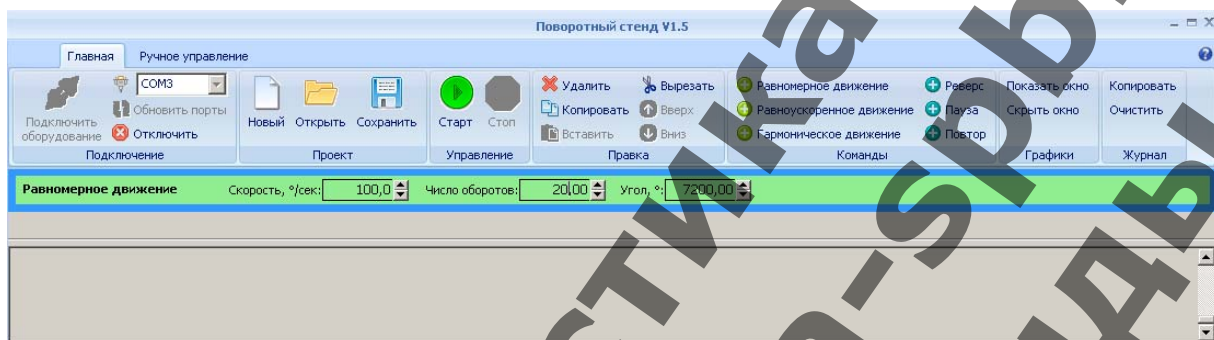 Поворотный стенд V1.5
Главная Ручное управление
COM3 Удалить Вырезать Равномерное движение Реверс Показать окно Копировать
Обновить порты Копировать Вверх Равноускоренное движение Пауза Скрыть окно Очистить
Подключить оборудование Отключить Новый Открыть Сохранить Старт Стоп Вставить Вниз Гармоническое движение Повтор
Подключение Проект Управление Правка Команды Графики Журнал
Равномерное движение Скорость, °/сек: 100,0 Число оборотов: 20,00 Угол, °: 7200,00